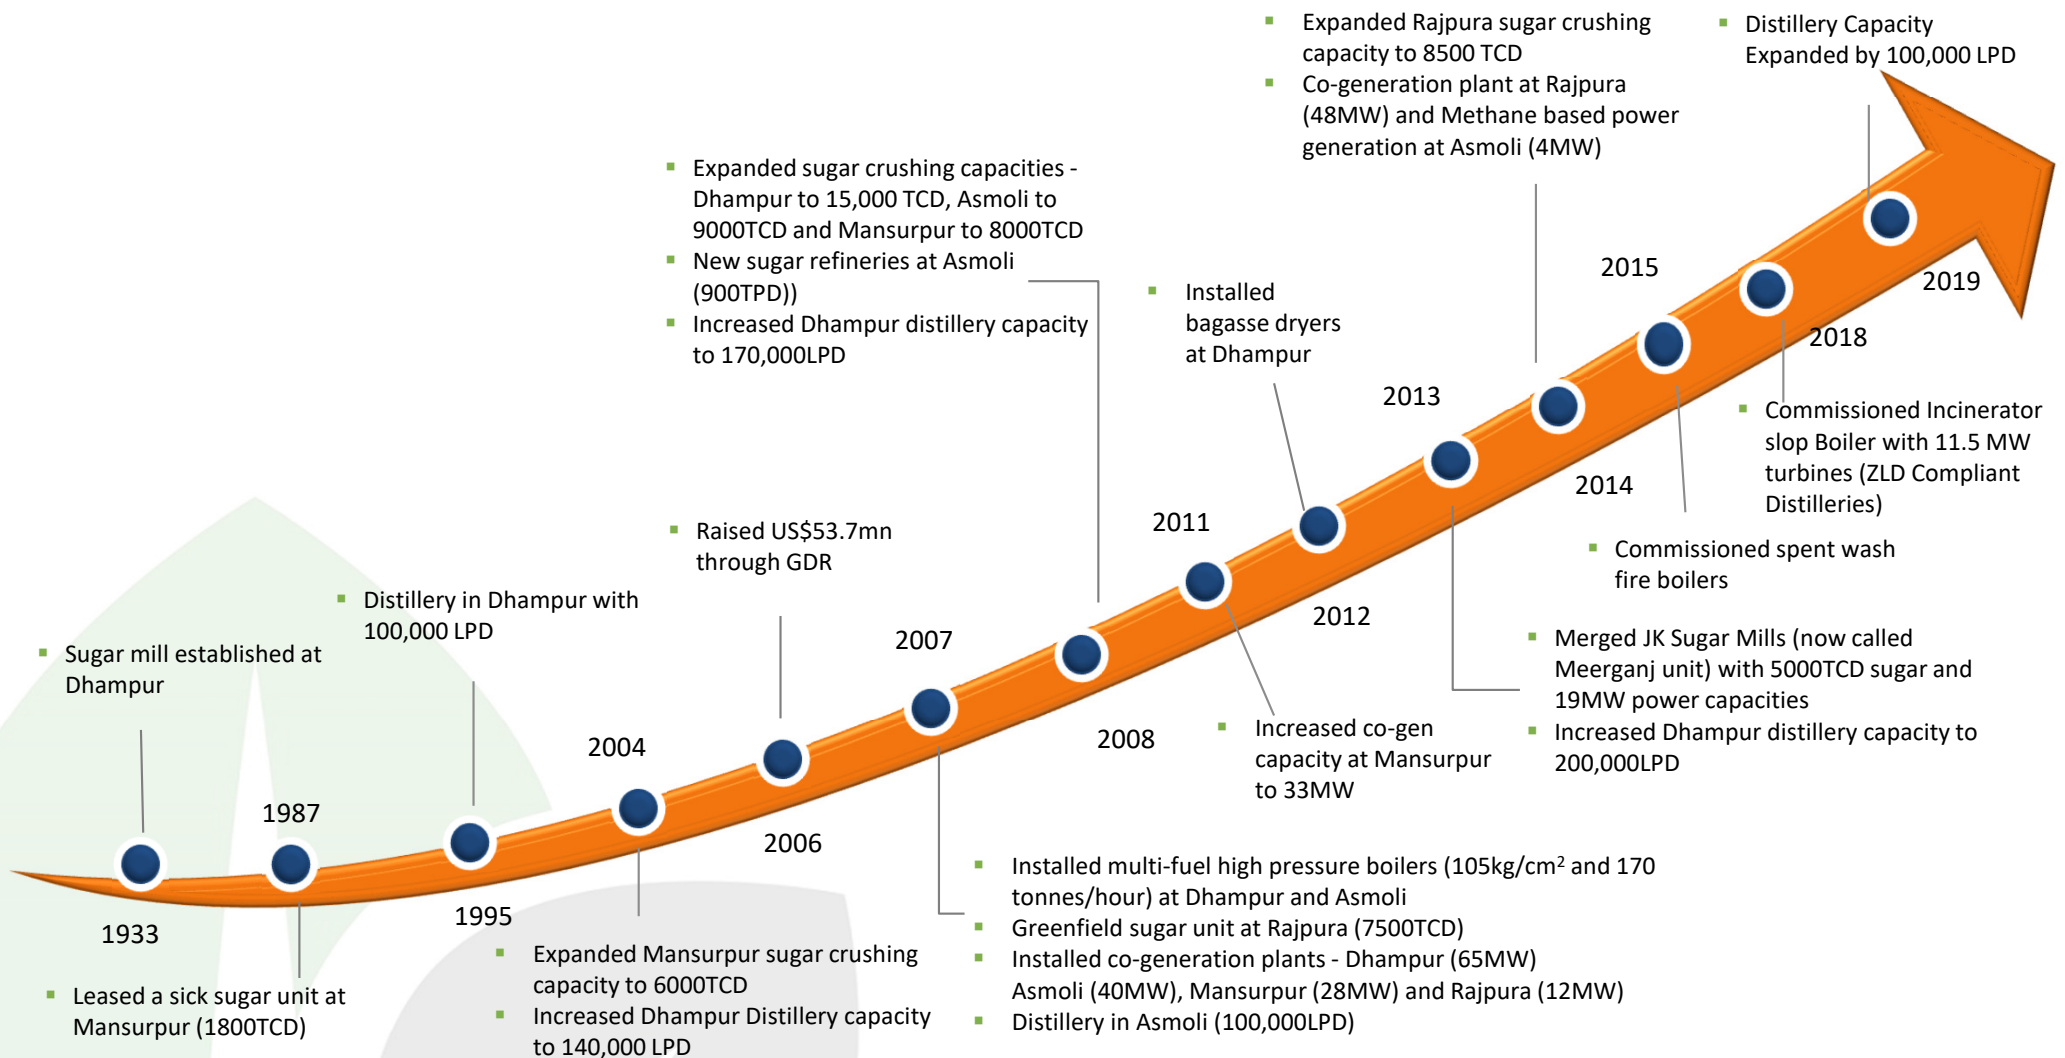 ▪ Sugar mill established at
Dhampur
1933
1987
▪ Leased a sick sugar unit at
Mansurpur (1800TCD)
▪ Distillery in Dhampur with
100,000 LPD
1995
2004
▪ Expanded Mansurpur sugar crushing
capacity to 6000TCD
▪ Increased Dhampur Distillery capacity
to 140,000 LPD
▪ Raised US$53.7mn
through GDR
2006
2007
▪ Installed multi-fuel high pressure boilers (105kg/cm² and 170
tonnes/hour) at Dhampur and Asmoli
▪ Greenfield sugar unit at Rajpura (7500TCD)
▪ Installed co-generation plants - Dhampur (65MW)
Asmoli (40MW), Mansurpur (28MW) and Rajpura (12MW)
▪ Distillery in Asmoli (100,000LPD)
▪ Expanded sugar crushing capacities -
Dhampur to 15,000 TCD, Asmoli to
9000TCD and Mansurpur to 8000TCD
▪ New sugar refineries at Asmoli
(900TPD))
▪ Increased Dhampur distillery capacity
to 170,000LPD
2008
2011
▪ Increased co-gen
capacity at Mansurpur
to 33MW
▪ Installed
bagasse dryers
at Dhampur
2012
2013
▪ Merged JK Sugar Mills (now called
Meerganj unit) with 5000TCD sugar and
19MW power capacities
▪ Increased Dhampur distillery capacity to
200,000LPD
▪ Expanded Rajpura sugar crushing
capacity to 8500 TCD
▪ Co-generation plant at Rajpura
(48MW) and Methane based power
generation at Asmoli (4MW)
2014
2015
▪ Commissioned spent wash
fire boilers
2018
▪ Commissioned Incinerator
slop Boiler with 11.5 MW
turbines (ZLD Compliant
Distilleries)
▪ Distillery Capacity
Expanded by 100,000 LPD
2019